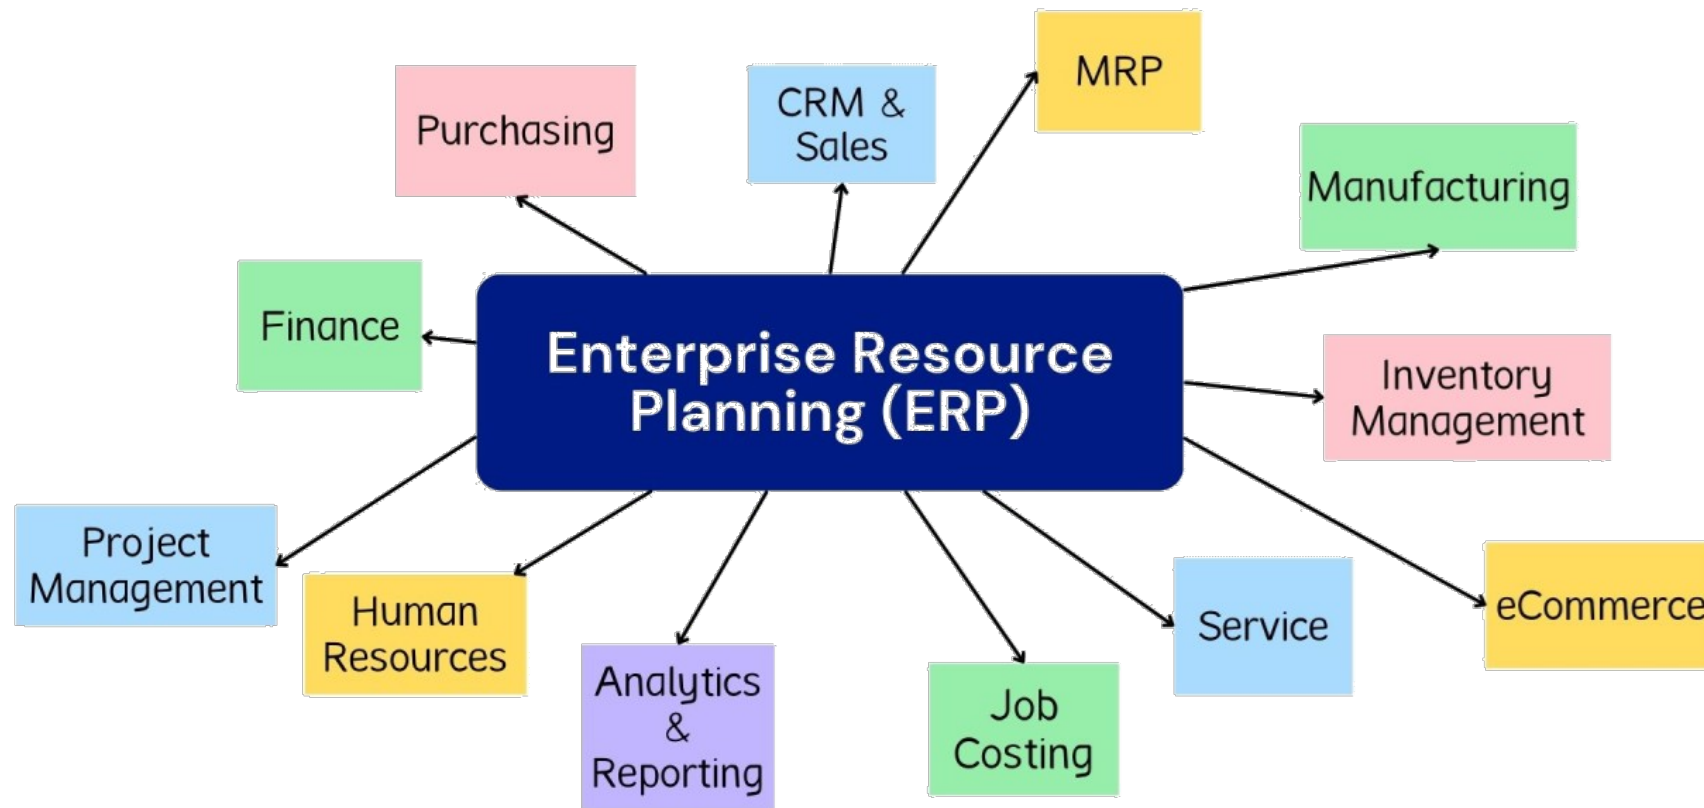 MRP
CRM &
Sales
Purchasing
Manufacturing
Finance
Enterprise Resource
Planning (ERP)
Inventory
Management
Project
Management
Human
Resources
Analytics
&
Reporting
Job
Costing
Service
eCommerce